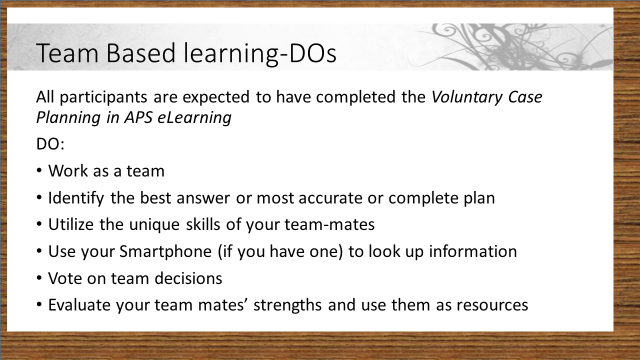 Team Based learning-DOs
All participants are expected to have completed the Voluntary Case
Planning in APS eLearning
DO:
• Work as a team
• Identify the best answer or most accurate or complete plan
• Utilize the unique skills of your team-mates
• Use your Smartphone (if you have one) to look up information
• Vote on team decisions
• Evaluate your team mates’ strengths and use them as resources